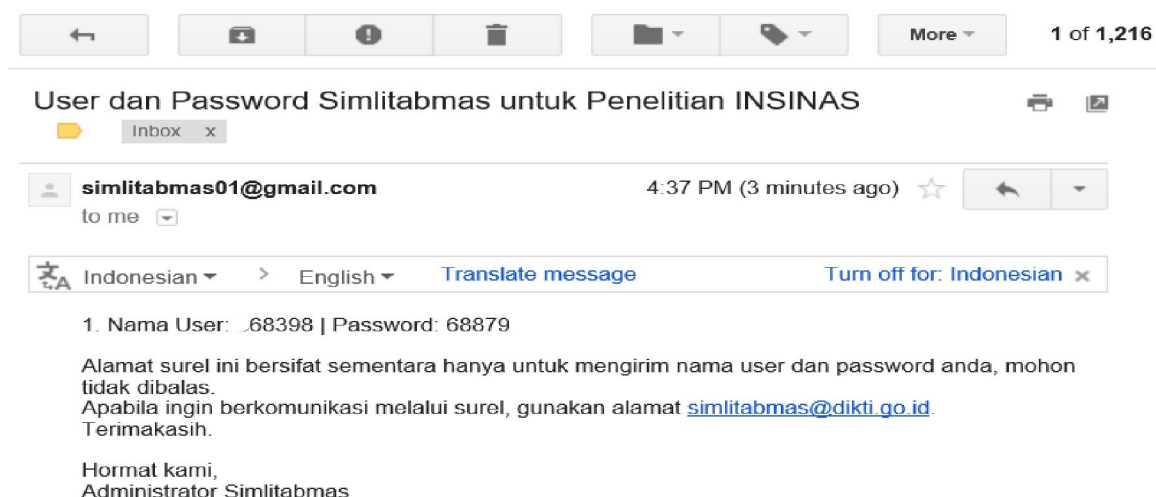 More
1 of 1,216
User dan Password Simlitabmas untuk Penelitian INSINAS
Inbox x
simlitabmas01@gmail.com 4:37 PM (3 minutes ago)
to me
Indonesian > English Translate message Turn off for: Indonesian x
1. Nama User: 68398 | Password: 68879
Alamat surel ini bersifat sementara hanya untuk mengirim nama user dan password anda, mohon
tidak dibalas.
Apabila ingin berkomunikasi melalui surel, gunakan alamat simlitabmas@dikti.go.id.
Terimakasih.
Hormat kami,
Administrator Simlitabmas